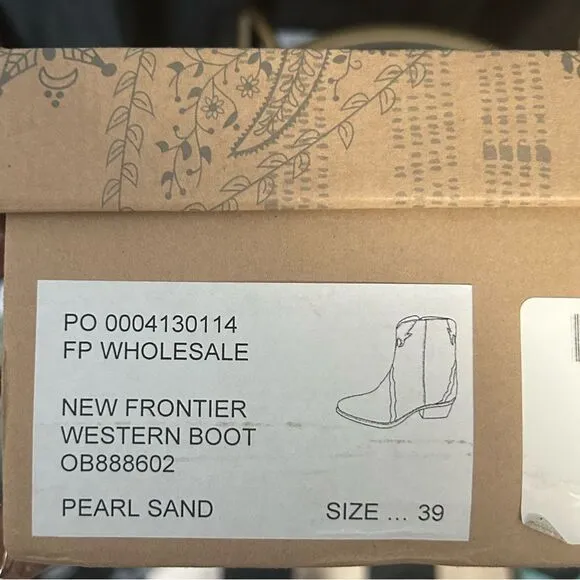 PO 0004130114
FP WHOLESALE
NEW FRONTIER
WESTERN BOOT
OB888602
PEARL SAND SIZE ... 39